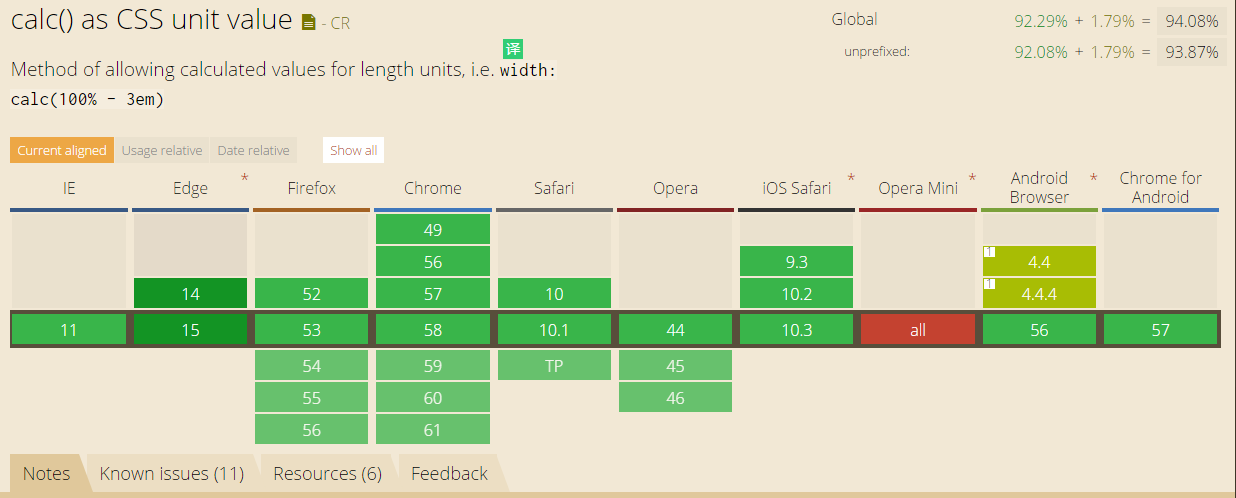 calc() as CSS unit value - CR
Global 92.29% + 1.79% = 94.08%
unprefixed: 92.08% + 1.79% = 93.87%
译
Method of allowing calculated values for length units, i.e. width:
calc(100% - 3em)
Current aligned Usage relative Date relative Show all
IE Edge * Firefox Chrome Safari Opera iOS Safari * Opera Mini * Android Browser * Chrome for Android
49
56 9.3 1 4.4
14 52 57 10 10.2 1 4.4.4
11 15 53 58 10.1 44 10.3 all 56 57
54 59 TP 45
55 60 46
56 61
Notes Known issues (11) Resources (6) Feedback